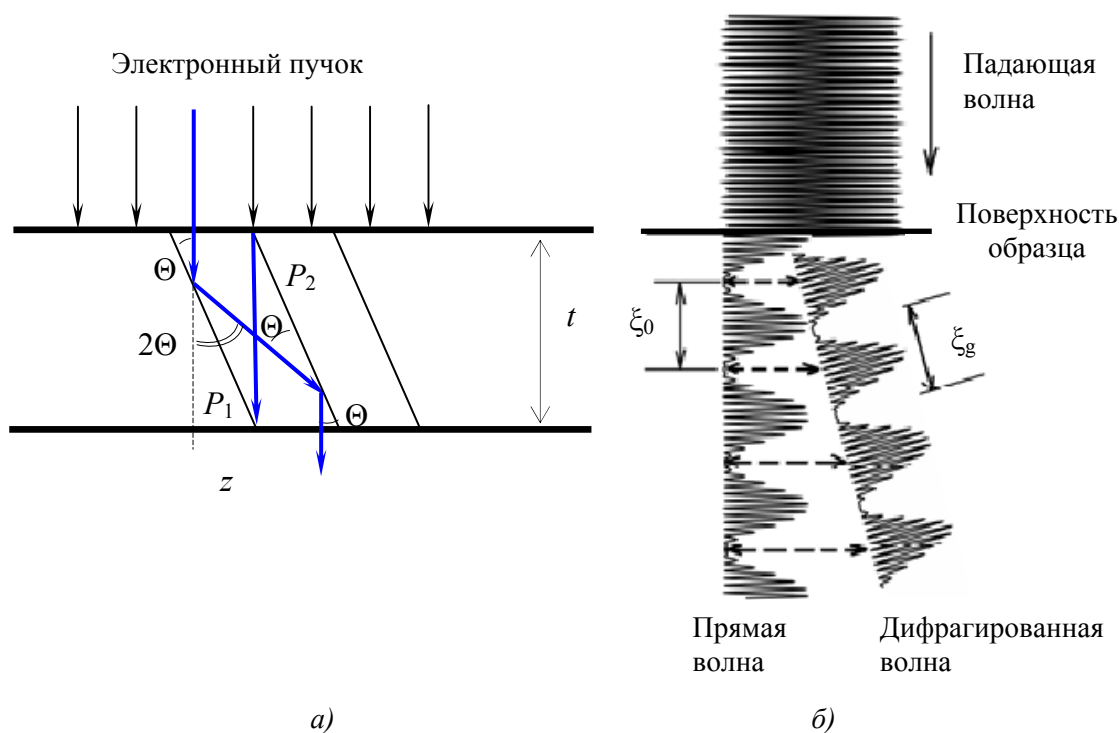 Электронный пучок
Θ
P₂
Θ
2Θ
P₁
Θ
t
z
а)
Падающая
волна
Поверхность
образца
ξ₀
ξg
Прямая
волна
Дифрагированная
волна
б)